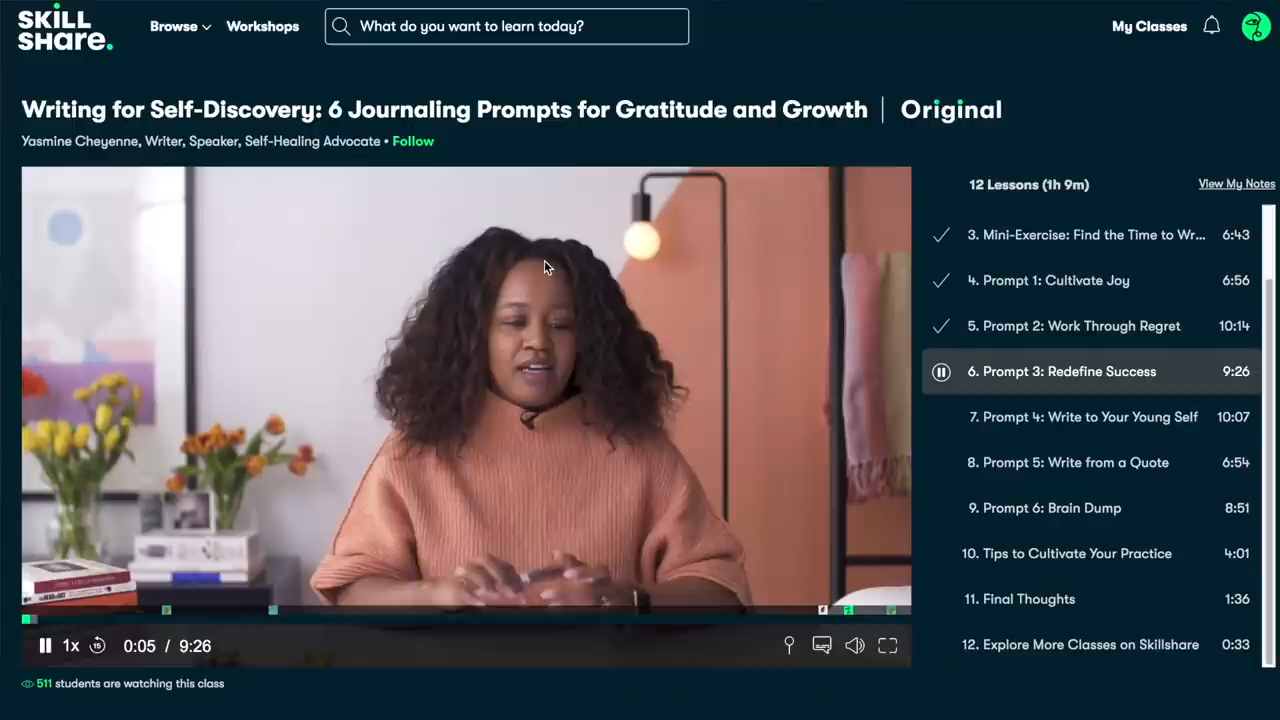 SKILL
SHare.
Browse
Workshops
What do you want to learn today?
My Classes
Writing for Self-Discovery: 6 Journaling Prompts for Gratitude and Growth | Original
Yasmine Cheyenne, Writer, Speaker, Self-Healing Advocate • Follow
12 Lessons (1h 9m)
View My Notes
3. Mini-Exercise: Find the Time to Wr... 6:43
4. Prompt 1: Cultivate Joy 6:56
5. Prompt 2: Work Through Regret 10:14
6. Prompt 3: Redefine Success 9:26
7. Prompt 4: Write to Your Young Self 10:07
8. Prompt 5: Write from a Quote 6:54
9. Prompt 6: Brain Dump 8:51
10. Tips to Cultivate Your Practice 4:01
11. Final Thoughts 1:36
12. Explore More Classes on Skillshare 0:33
1x 15 0:05 / 9:26
511 students are watching this class